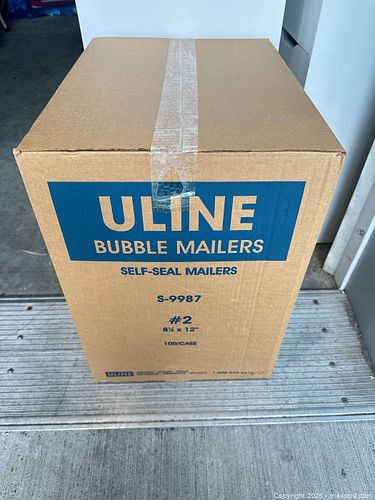 ULINE
BUBBLE MAILERS
SELF-SEAL MAILERS
S-9987
#2
8½ x 12"
100/CASE
ULINE
Copyright 2026 - maxsold.com